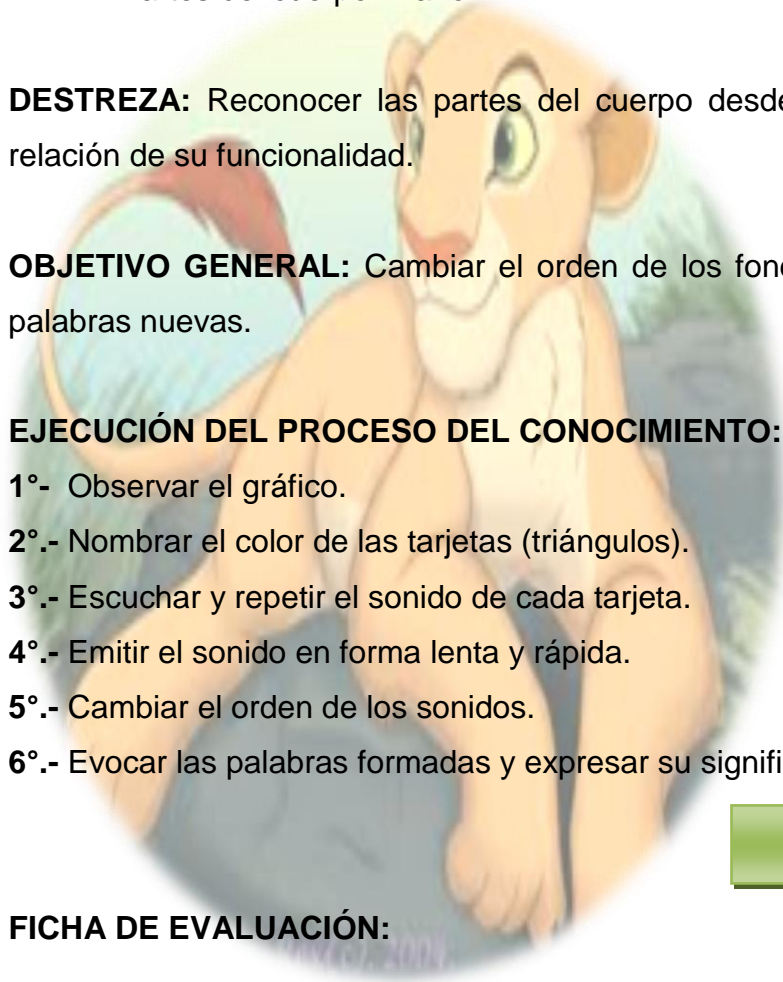 DESTREZA: Reconocer las partes del cuerpo desde
relación de su funcionalidad.
OBJETIVO GENERAL: Cambiar el orden de los
palabras nuevas.
EJECUCIÓN DEL PROCESO DEL CONOCIMIENTO:
1°- Observar el gráfico.
2°.- Nombrar el color de las tarjetas (triángulos).
3°.- Escuchar y repetir el sonido de cada tarjeta.
4°.- Emitir el sonido en forma lenta y rápida.
5°.- Cambiar el orden de los sonidos.
6°.- Evocar las palabras formadas y expresar su
FICHA DE EVALUACIÓN: